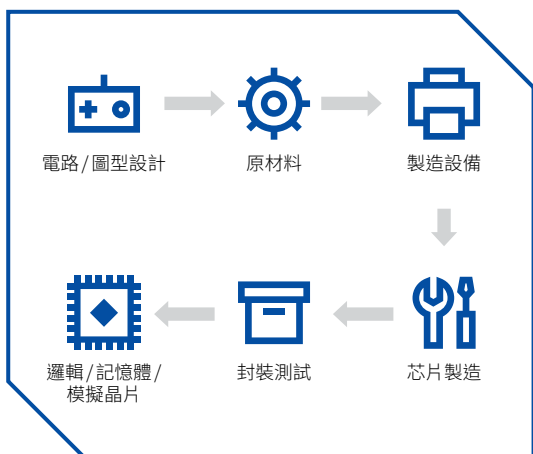 電路/圖型設計
原材料
製造設備
邏輯/記憶體/
模擬晶片
封裝測試
芯片製造